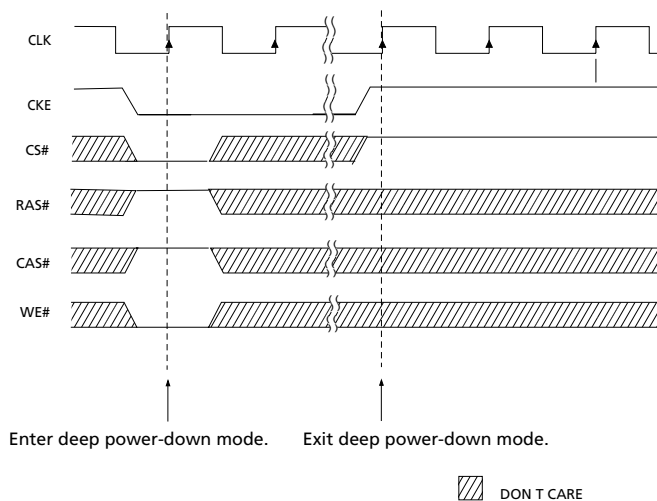 CLK
CKE
CS#
RAS#
CAS#
WE#
Enter deep power-down mode.
Exit deep power-down mode.
DON T CARE